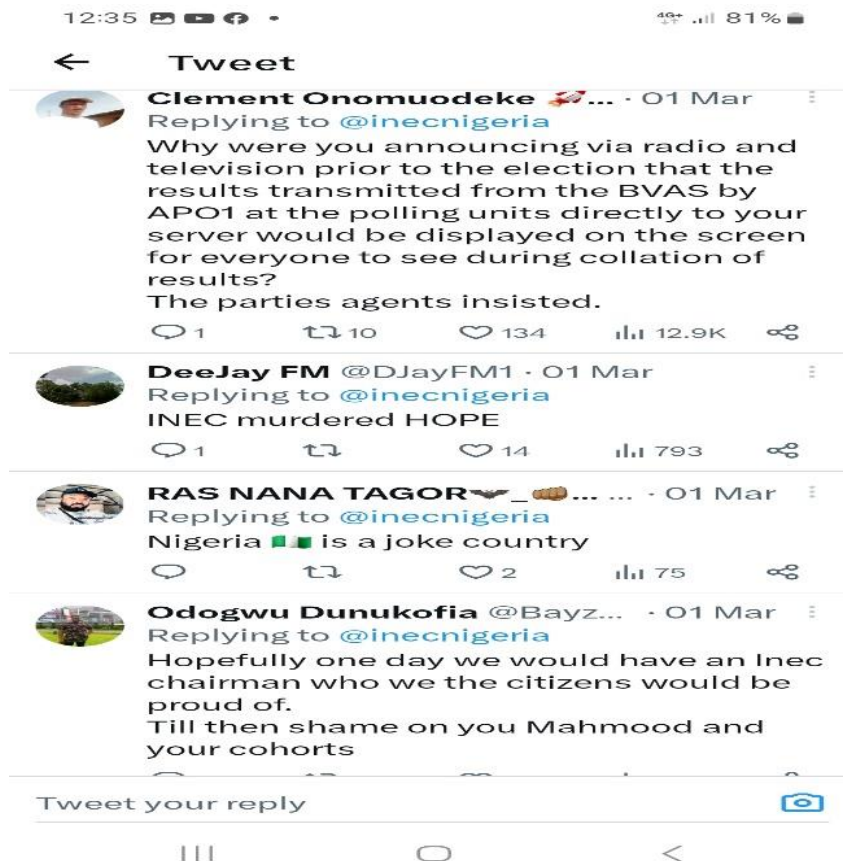 12:35
4G+ 81%
Tweet
Clement Onomuodeke 🚀... · 01 Mar
Replying to @inecnigeria
Why were you announcing via radio and
television prior to the election that the
results transmitted from the BVAS by
APO1 at the polling units directly to your
server would be displayed on the screen
for everyone to see during collation of
results?
The parties agents insisted.
1 10 134 12.9K
DeeJay FM @DJayFM1 · 01 Mar
Replying to @inecnigeria
INEC murdered HOPE
1 14 793
RAS NANA TAGOR🦇_👊🏾... ... · 01 Mar
Replying to @inecnigeria
Nigeria 🇳🇬 is a joke country
2 75
Odogwu Dunukofia @Bayz... · 01 Mar
Replying to @inecnigeria
Hopefully one day we would have an Inec
chairman who we the citizens would be
proud of.
Till then shame on you Mahmood and
your cohorts
Tweet your reply